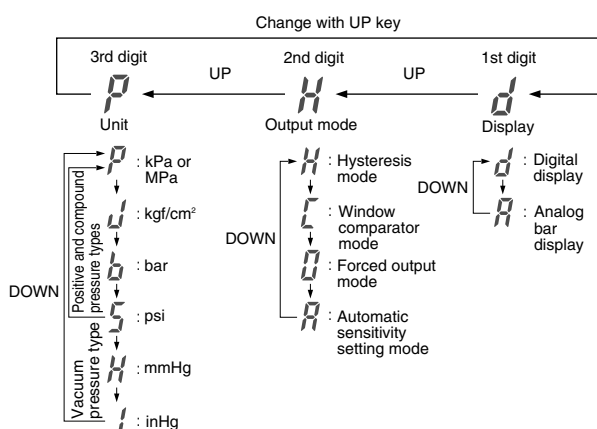 Change with UP key
3rd digit
2nd digit
1st digit
UP
UP
P
H
d
Unit
Output mode
Display
P : kPa or
MPa
J : kgf/cm²
b : bar
5 : psi
H : mmHg
I : inHg
DOWN
Positive and compound
pressure types
Vacuum
pressure type
H : Hysteresis
mode
C : Window
comparator
mode
O : Forced output
mode
A : Automatic
sensitivity
setting mode
DOWN
d : Digital
display
A : Analog
bar
display
DOWN